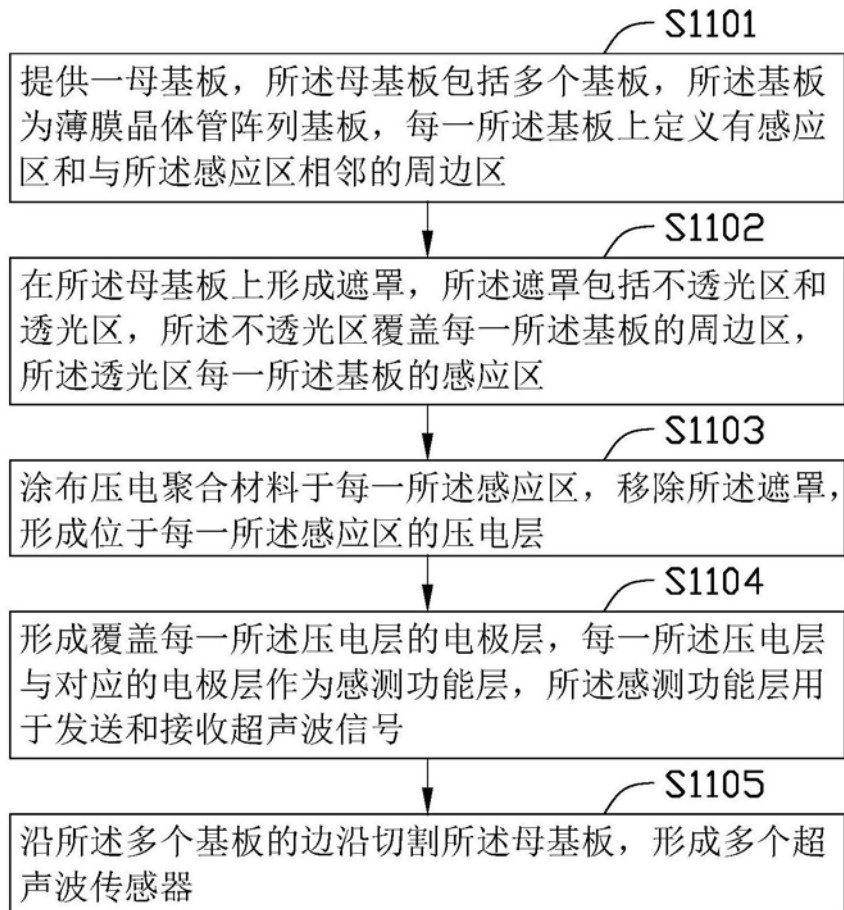 S1101
提供一母基板，所述母基板包括多个基板，所述基板
为薄膜晶体管阵列基板，每一所述基板上定义有感应
区和与所述感应区相邻的周边区
S1102
在所述母基板上形成遮罩，所述遮罩包括不透光区和
透光区，所述不透光区覆盖每一所述基板的周边区，
所述透光区每一所述基板的感应区
S1103
涂布压电聚合材料于每一所述感应区，移除所述遮罩，
形成位于每一所述感应区的压电层
S1104
形成覆盖每一所述压电层的电极层，每一所述压电层
与对应的电极层作为感测功能层，所述感测功能层用
于发送和接收超声波信号
S1105
沿所述多个基板的边沿切割所述母基板，形成多个超
声波传感器